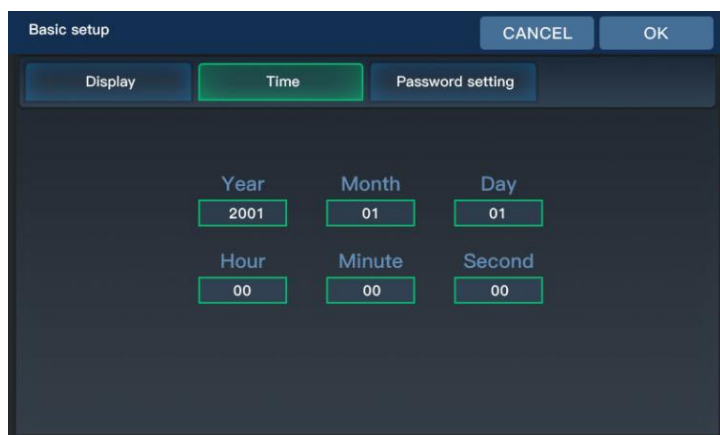 Basic setup CANCEL OK
Display Time Password setting
Year Month Day
2001 01 01
Hour Minute Second
00 00 00